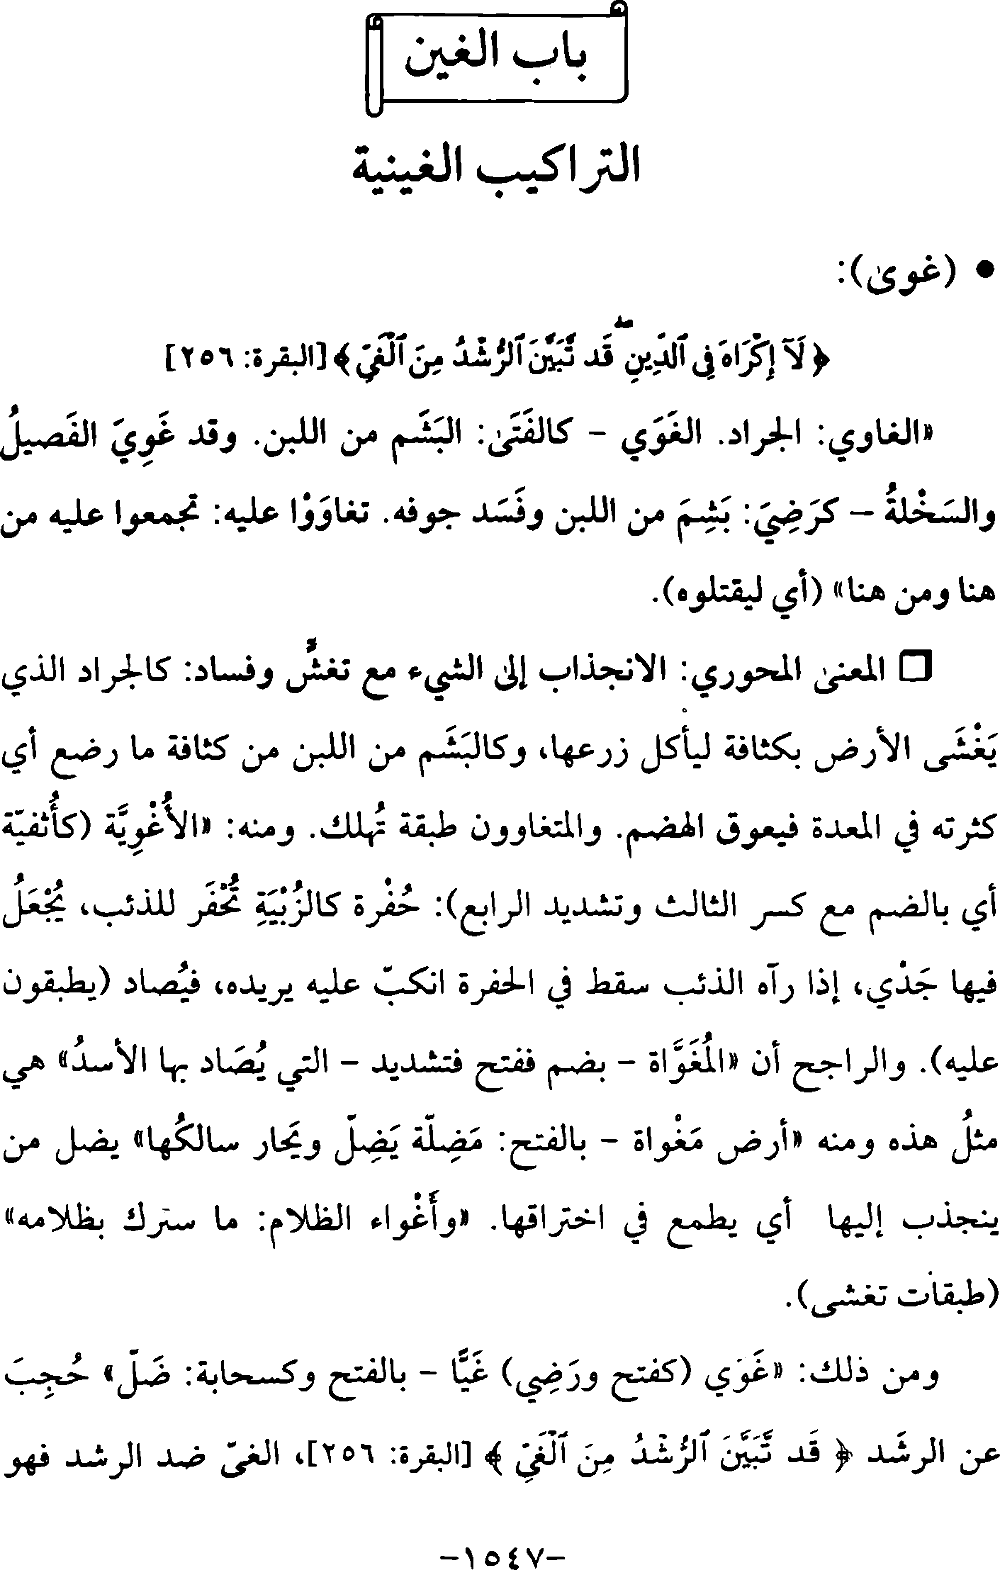 باب الغين
التراكيب الغينية
• (غوى):
﴿ لَآ إِكْرَاهَ فِي ٱلدِّينِ ۖ قَد تَّبَيَّنَ ٱلرُّشْدُ مِنَ ٱلْغَيِّ ﴾ [البقرة: ٢٥٦]
«الغاوي: الجراد. الغَوَي – كالفَتَى: البَشَم من اللبن. وقد غَوِيَ الفَصيلُ
والسَخْلةُ – كرَضِيَ: بَشِمَ من اللبن وفَسَد جوفه. تغاوَوْا عليه: تجمعوا عليه من
هنا ومن هنا» (أي ليقتلوه).
□ المعنى المحوري: الانجذاب إلى الشيء مع تغشٍّ وفساد: كالجراد الذي
يَغْشَى الأرض بكثافة ليأكل زرعها، وكالبَشَم من اللبن من كثافة ما رضع أي
كثرته في المعدة فيعوق الهضم. والمتغاوون طبقة تُهلك. ومنه: «الأُغْوِيَّة (كأُثفيّة
أي بالضم مع كسر الثالث وتشديد الرابع): حُفْرة كالزُبْيَةِ تُحْفَر للذئب، يُجْعَلُ
فيها جَدْي، إذا رآه الذئب سقط في الحفرة انكبّ عليه يريده، فيُصاد (يطبقون
عليه). والراجح أن «المُغَوَّاة – بضم ففتح فتشديد – التي يُصَاد بها الأسدُ» هي
مثلُ هذه ومنه «أرض مَغْواة – بالفتح: مَضِلّة يَضِلّ ويَحار سالكُها» يضل من
ينجذب إليها أي يطمع في اختراقها. «وأَغْواء الظلام: ما سترك بظلامه»
(طبقات تغشى).
ومن ذلك: «غَوَي (كفتح ورَضِي) غَيًّا – بالفتح وكسحابة: ضَلّ» حُجِبَ
عن الرشَد ﴿ قَد تَّبَيَّنَ ٱلرُّشْدُ مِنَ ٱلْغَيِّ ﴾ [البقرة: ٢٥٦]، الغىّ ضد الرشد فهو
-١٥٤٧-